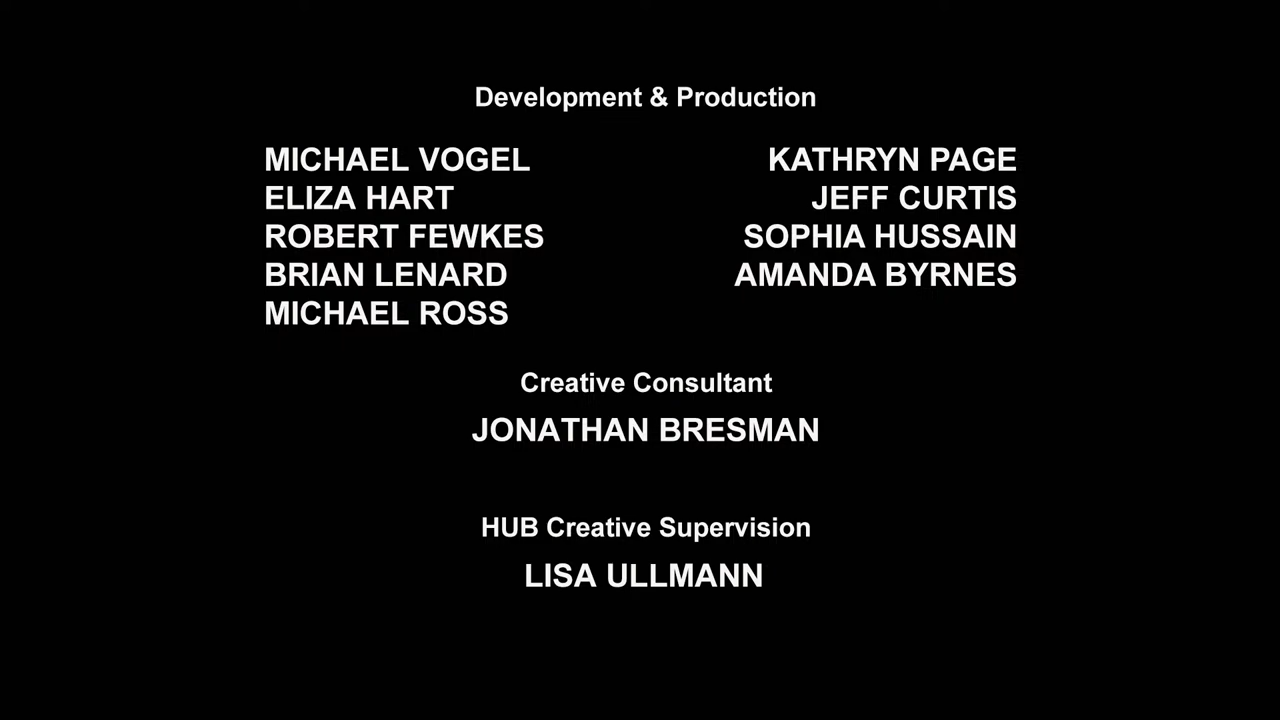 Development & Production
MICHAEL VOGEL KATHRYN PAGE
ELIZA HART JEFF CURTIS
ROBERT FEWKES SOPHIA HUSSAIN
BRIAN LENARD AMANDA BYRNES
MICHAEL ROSS
Creative Consultant
JONATHAN BRESMAN
HUB Creative Supervision
LISA ULLMANN